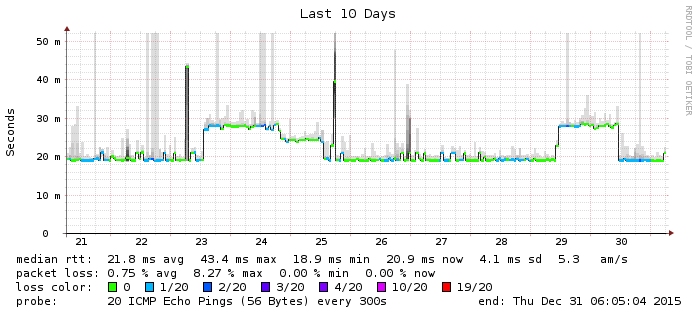 Last 10 Days
RRDTOOL / TOBI OETIKER
Seconds
50 m
40 m
30 m
20 m
10 m
0
21 22 23 24 25 26 27 28 29 30
median rtt: 21.8 ms avg 43.4 ms max 18.9 ms min 20.9 ms now 4.1 ms sd 5.3 am/s
packet loss: 0.75 % avg 8.27 % max 0.00 % min 0.00 % now
loss color: 0 1/20 2/20 3/20 4/20 10/20 19/20
probe: 20 ICMP Echo Pings (56 Bytes) every 300s end: Thu Dec 31 06:05:04 2015